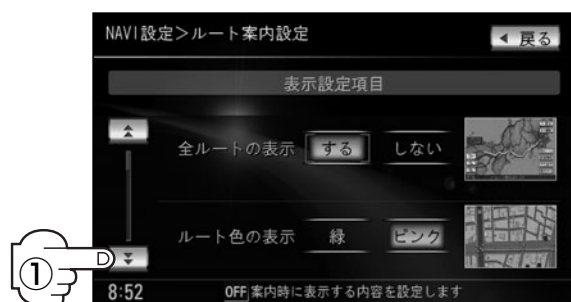 NAVI設定＞ルート案内設定
◀ 戻る
表示設定項目
全ルートの表示 する しない
ルート色の表示 緑 ピンク
①
8:52 OFF 案内時に表示する内容を設定します